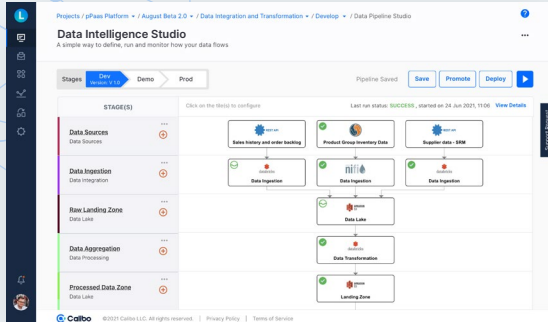 L
Projects / pPaas Platform / August Beta 2.0 / Data Integration and Transformation / Develop / Data Pipeline Studio
?
Data Intelligence Studio
A simple way to define, run and monitor how your data flows
Stages
Dev
Version: V 1.0
Demo
Prod
Pipeline Saved
Save
Promote
Deploy
STAGE(S)
Click on the tile(s) to configure
Last run status: SUCCESS, started on 24 Jun 2021, 11:06
View Details
Support Request
Data Sources
Data Sources
REST API
Sales history and order backlog
Product Group Inventory Data
REST API
Supplier data - SRM
Data Ingestion
Data Integration
Data Ingestion
nifi
Data Ingestion
Data Ingestion
Raw Landing Zone
Data Lake
Data Lake
Data Aggregation
Data Processing
Data Transformation
Processed Data Zone
Data Lake
Landing Zone
Calibo
©2021 Calibo LLC. All rights reserved. | Privacy Policy | Terms of Service